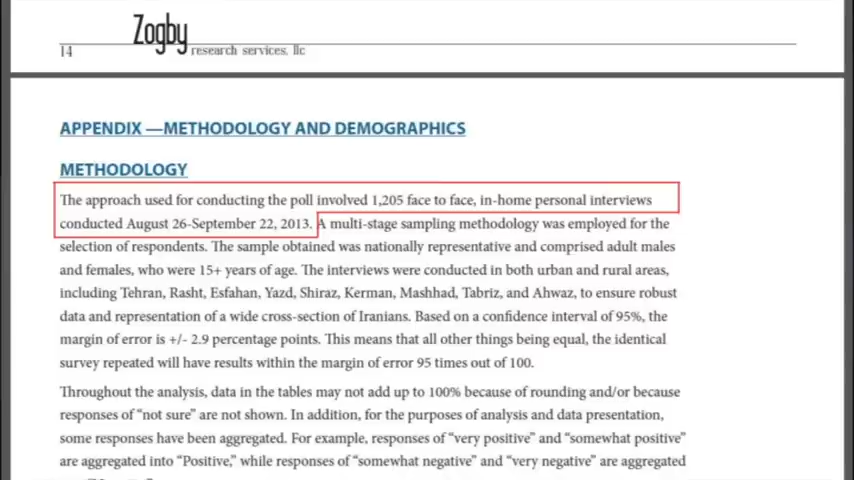 Zogby
14
research services, llc
APPENDIX —METHODOLOGY AND DEMOGRAPHICS
METHODOLOGY
The approach used for conducting the poll involved 1,205 face to face, in-home personal interviews
conducted August 26-September 22, 2013. A multi-stage sampling methodology was employed for the
selection of respondents. The sample obtained was nationally representative and comprised adult males
and females, who were 15+ years of age. The interviews were conducted in both urban and rural areas,
including Tehran, Rasht, Esfahan, Yazd, Shiraz, Kerman, Mashhad, Tabriz, and Ahwaz, to ensure robust
data and representation of a wide cross-section of Iranians. Based on a confidence interval of 95%, the
margin of error is +/- 2.9 percentage points. This means that all other things being equal, the identical
survey repeated will have results within the margin of error 95 times out of 100.
Throughout the analysis, data in the tables may not add up to 100% because of rounding and/or because
responses of “not sure” are not shown. In addition, for the purposes of analysis and data presentation,
some responses have been aggregated. For example, responses of “very positive” and “somewhat positive”
are aggregated into “Positive,” while responses of “somewhat negative” and “very negative” are aggregated